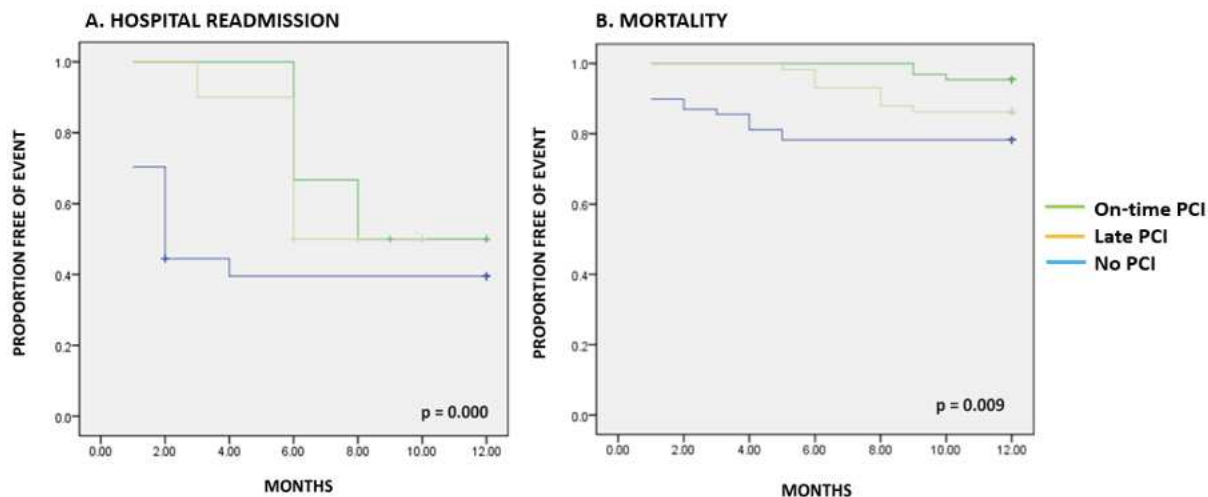 A. HOSPITAL READMISSION
PROPORTION FREE OF EVENT
1.0
0.8
0.6
0.4
0.2
0.0
p = 0.000
0.00 2.00 4.00 6.00 8.00 10.00 12.00
MONTHS
B. MORTALITY
PROPORTION FREE OF EVENT
1.0
0.8
0.6
0.4
0.2
0.0
p = 0.009
0.00 2.00 4.00 6.00 8.00 10.00 12.00
MONTHS
On-time PCI
Late PCI
No PCI